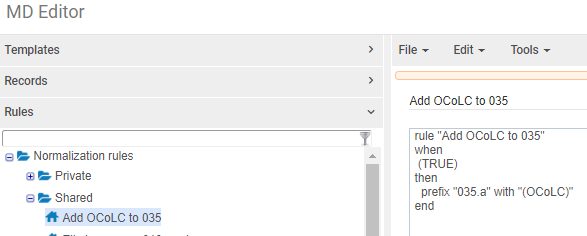 MD Editor
Templates
Records
Rules
Normalization rules
Private
Shared
Add OCoLC to 035
File Edit Tools
Add OCoLC to 035
rule "Add OCoLC to 035"
when
(TRUE)
then
prefix "035.a" with "(OCoLC)"
end